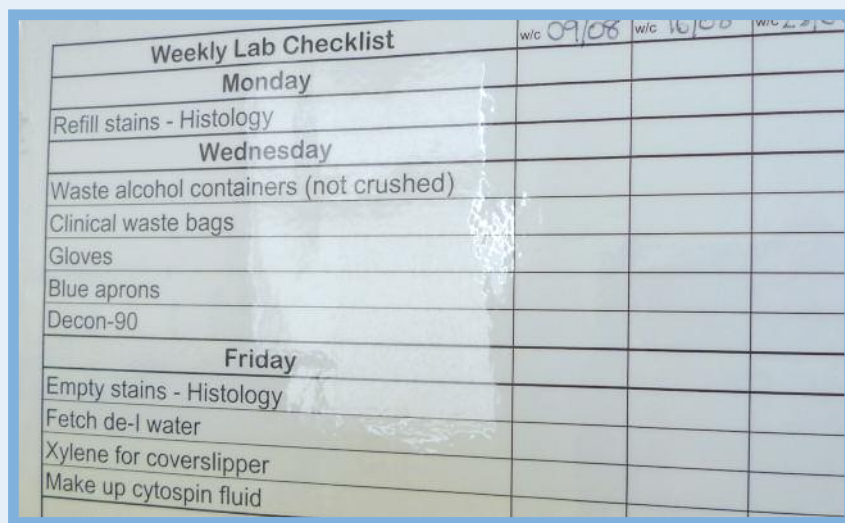 Weekly Lab Checklist w/c 09/08 w/c 16/08 w/c
Monday
Refill stains - Histology
Wednesday
Waste alcohol containers (not crushed)
Clinical waste bags
Gloves
Blue aprons
Decon-90
Friday
Empty stains - Histology
Fetch de-I water
Xylene for coverslipper
Make up cytospin fluid